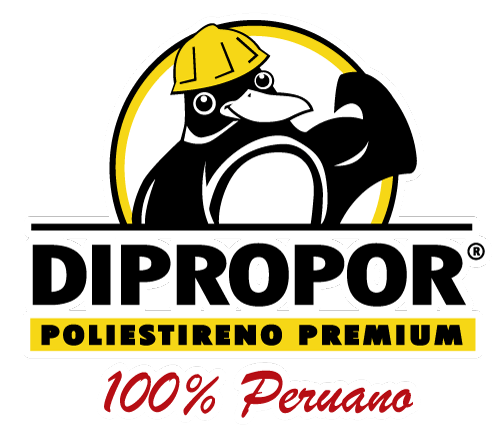 DIPROPOR®
POLIESTIRENO PREMIUM
100% Peruano